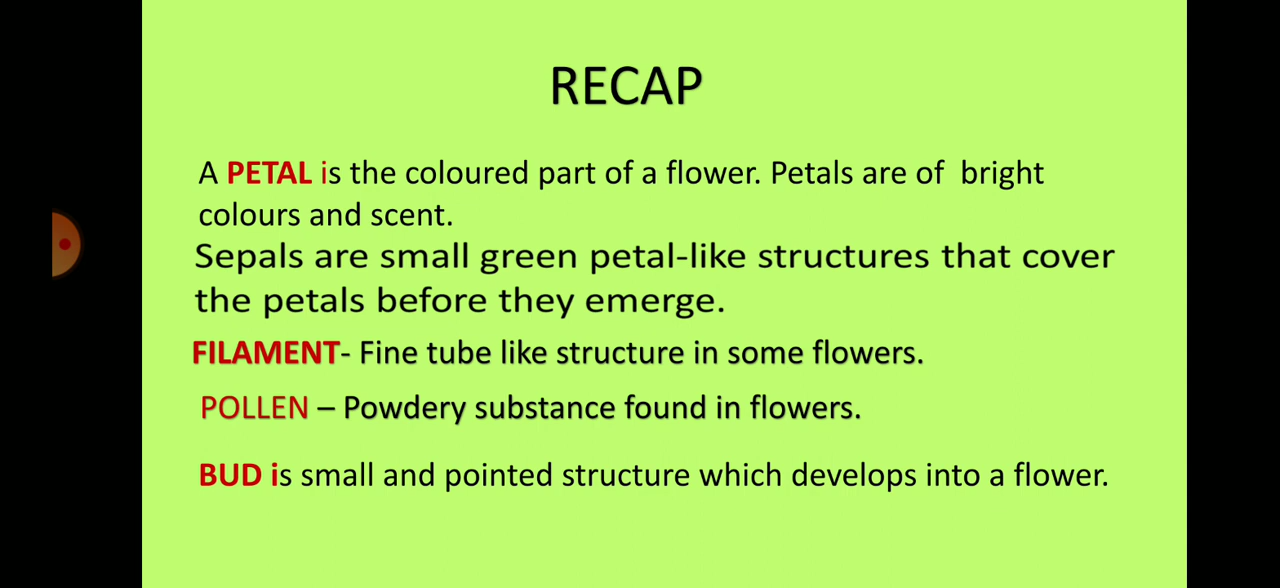 RECAP
A PETAL is the coloured part of a flower. Petals are of bright
colours and scent.
Sepals are small green petal-like structures that cover
the petals before they emerge.
FILAMENT- Fine tube like structure in some flowers.
POLLEN – Powdery substance found in flowers.
BUD is small and pointed structure which develops into a flower.